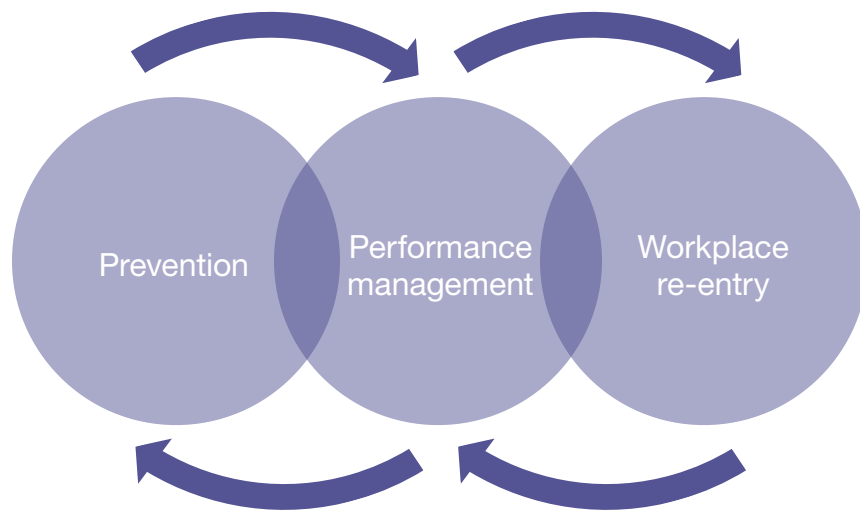 Prevention
Performance
management
Workplace
re-entry